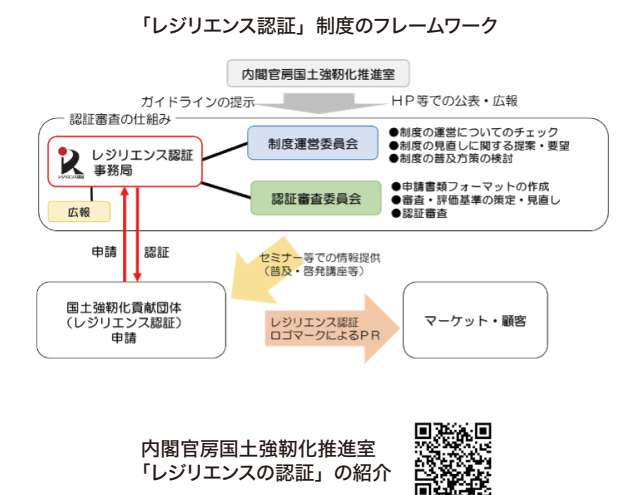 「レジリエンス認証」制度のフレームワーク
内閣官房国土強靭化推進室
ガイドラインの提示
HP等での公表・広報
認証審査の仕組み
レジリエンス認証
事務局
レジリエンス認証
広報
制度運営委員会
●制度の運営についてのチェック
●制度の見直しに関する提案・要望
●制度の普及方策の検討
認証審査委員会
●申請書類フォーマットの作成
●審査・評価基準の策定・見直し
●認証審査
申請
認証
セミナー等での情報提供
（普及・啓発講座等）
国土強靭化貢献団体
（レジリエンス認証）
申請
レジリエンス認証
ロゴマークによるPR
マーケット・顧客
内閣官房国土強靭化推進室
「レジリエンスの認証」の紹介